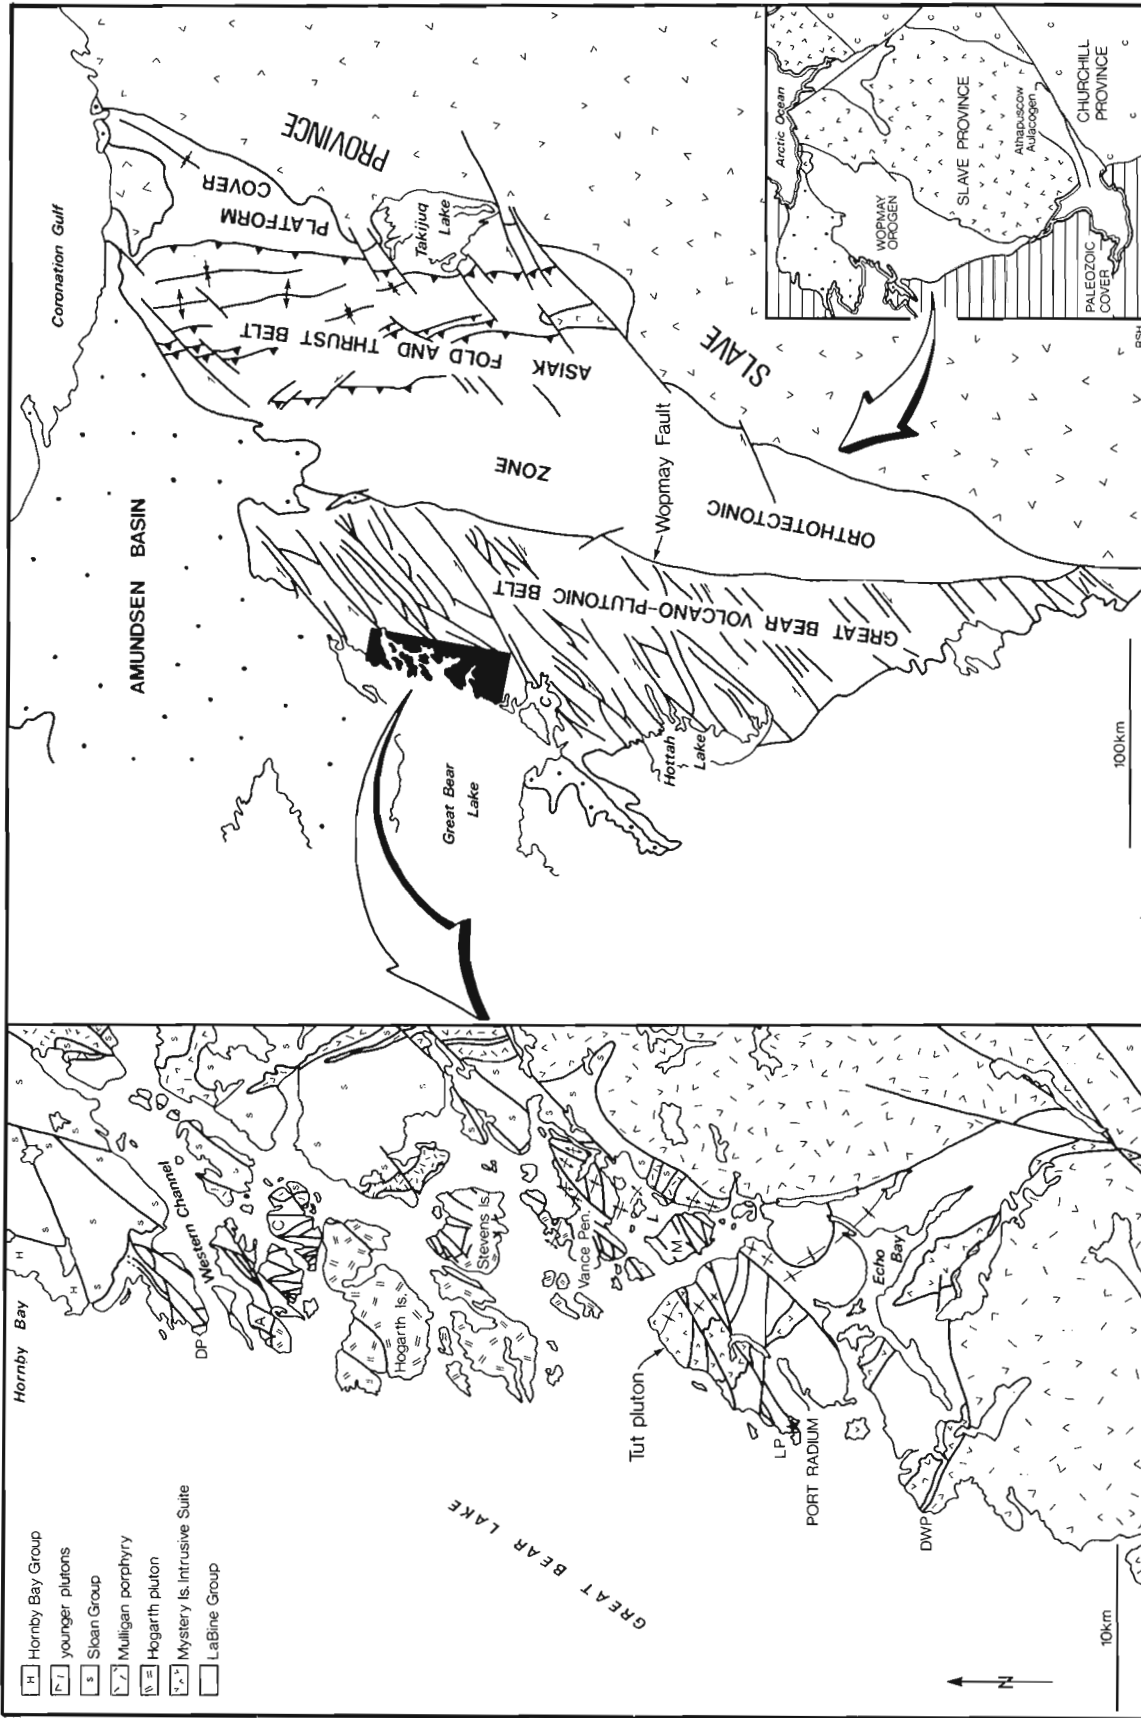 Hornby Bay
H Hornby Bay Group
younger plutons
S Sloan Group
Mulligan porphyry
Hogarth pluton
Mystery Is. Intrusive Suite
LaBine Group
GREAT BEAR LAKE
N
10km
DP
Western Channel
A
C
Hogarth Is.
Stevens Is.
Vance Pen.
L
M
Tut pluton
LP
PORT RADIUM
Echo
Bay
DWP
AMUNDSEN BASIN
Coronation Gulf
PLATFORM
COVER
SLAVE
PROVINCE
Takijuq
Lake
ASIAK FOLD AND THRUST BELT
ORTHOTECTONIC
ZONE
Wopmay Fault
GREAT BEAR VOLCANO-PLUTONIC BELT
Great Bear
Lake
C
Hottah
Lake
100km
Arctic Ocean
WOPMAY
OROGEN
SLAVE PROVINCE
Athapuscow
Aulacogen
CHURCHILL
PROVINCE
PALEOZOIC
COVER
RSH